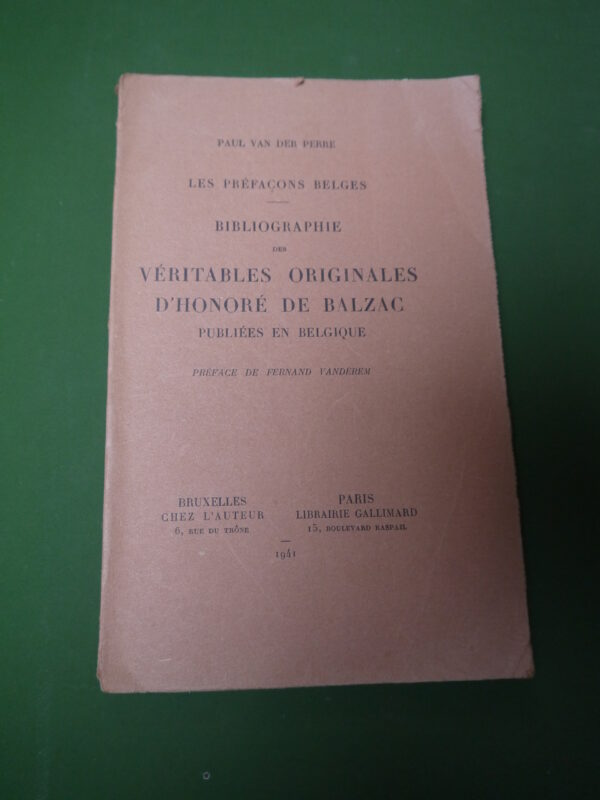 PAUL VAN DER PERRE
LES PRÉFAÇONS BELGES
BIBLIOGRAPHIE
DES
VÉRITABLES ORIGINALES
D'HONORÉ DE BALZAC
PUBLIÉES EN BELGIQUE
PRÉFACE DE FERNAND VANDÉREM
BRUXELLES
CHEZ L'AUTEUR
6, RUE DU TRÔNE
PARIS
LIBRAIRIE GALLIMARD
15, BOULEVARD RASPAIL
1941